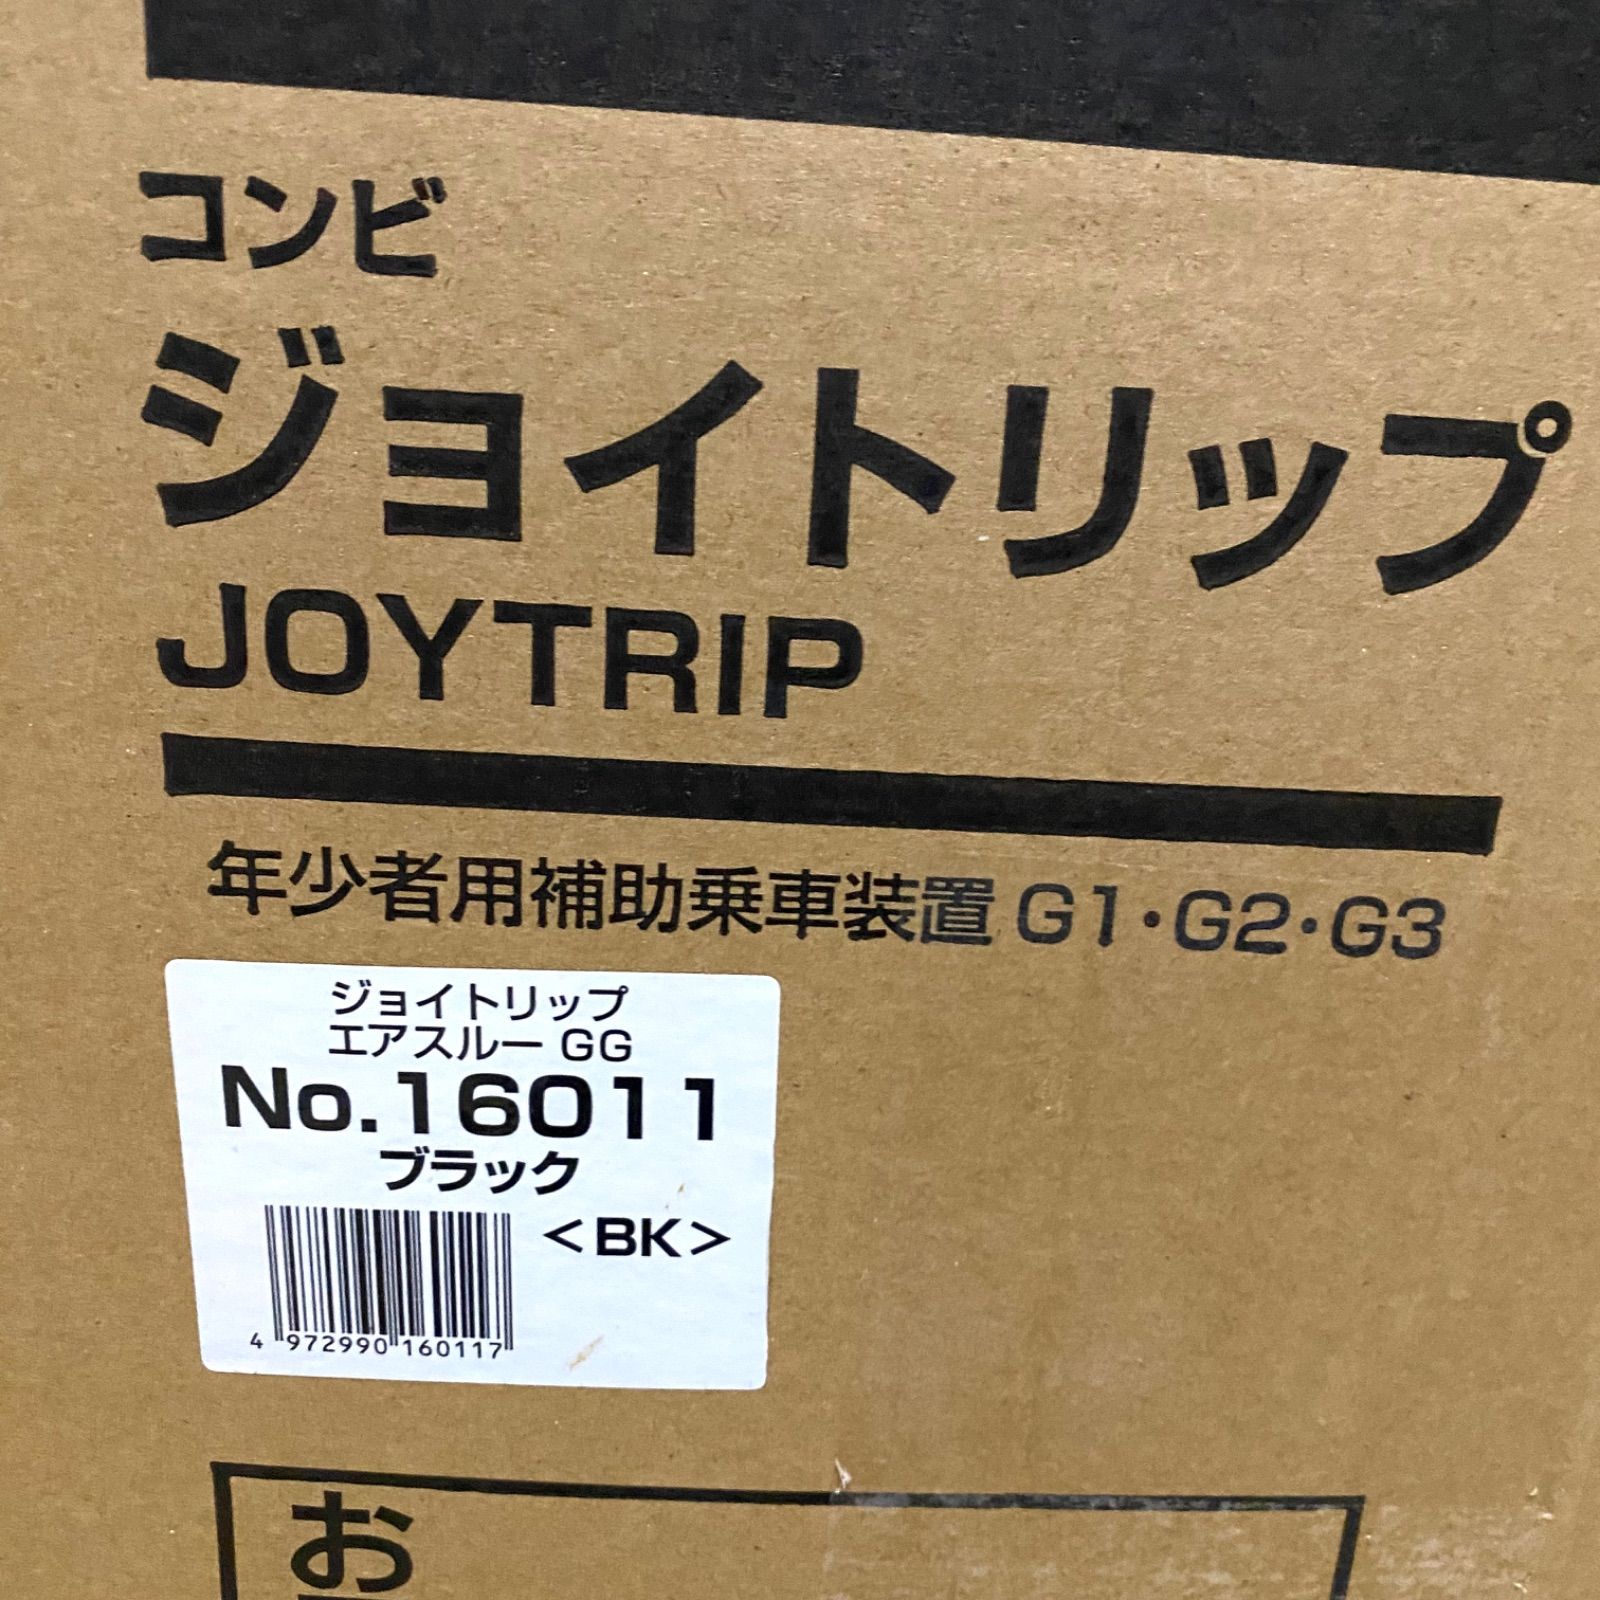 コンビ
ジョイトリップ
JOYTRIP
年少者用補助乗車装置 G1・G2・G3
ジョイトリップ
エアスルー GG
No.16011
ブラック
<BK>
4 972990 160117
お